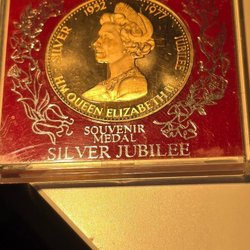 1952 1977
SILVER JUBILEE
H.M. QUEEN ELIZABETH II
SOUVENIR
MEDAL
SILVER JUBILEE